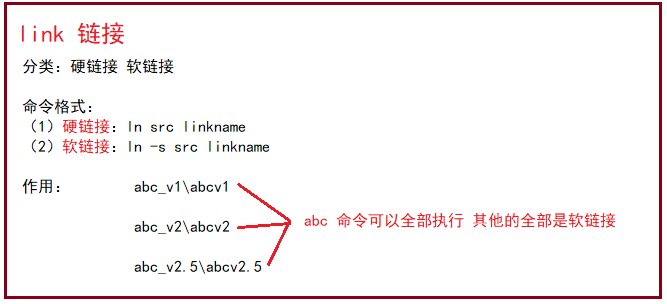 link 链接
分类：硬链接 软链接
命令格式：
（1）硬链接：ln src linkname
（2）软链接：ln -s src linkname
作用： abc_v1\abcv1
abc_v2\abcv2
abc 命令可以全部执行 其他的全部是软链接
abc_v2.5\abcv2.5